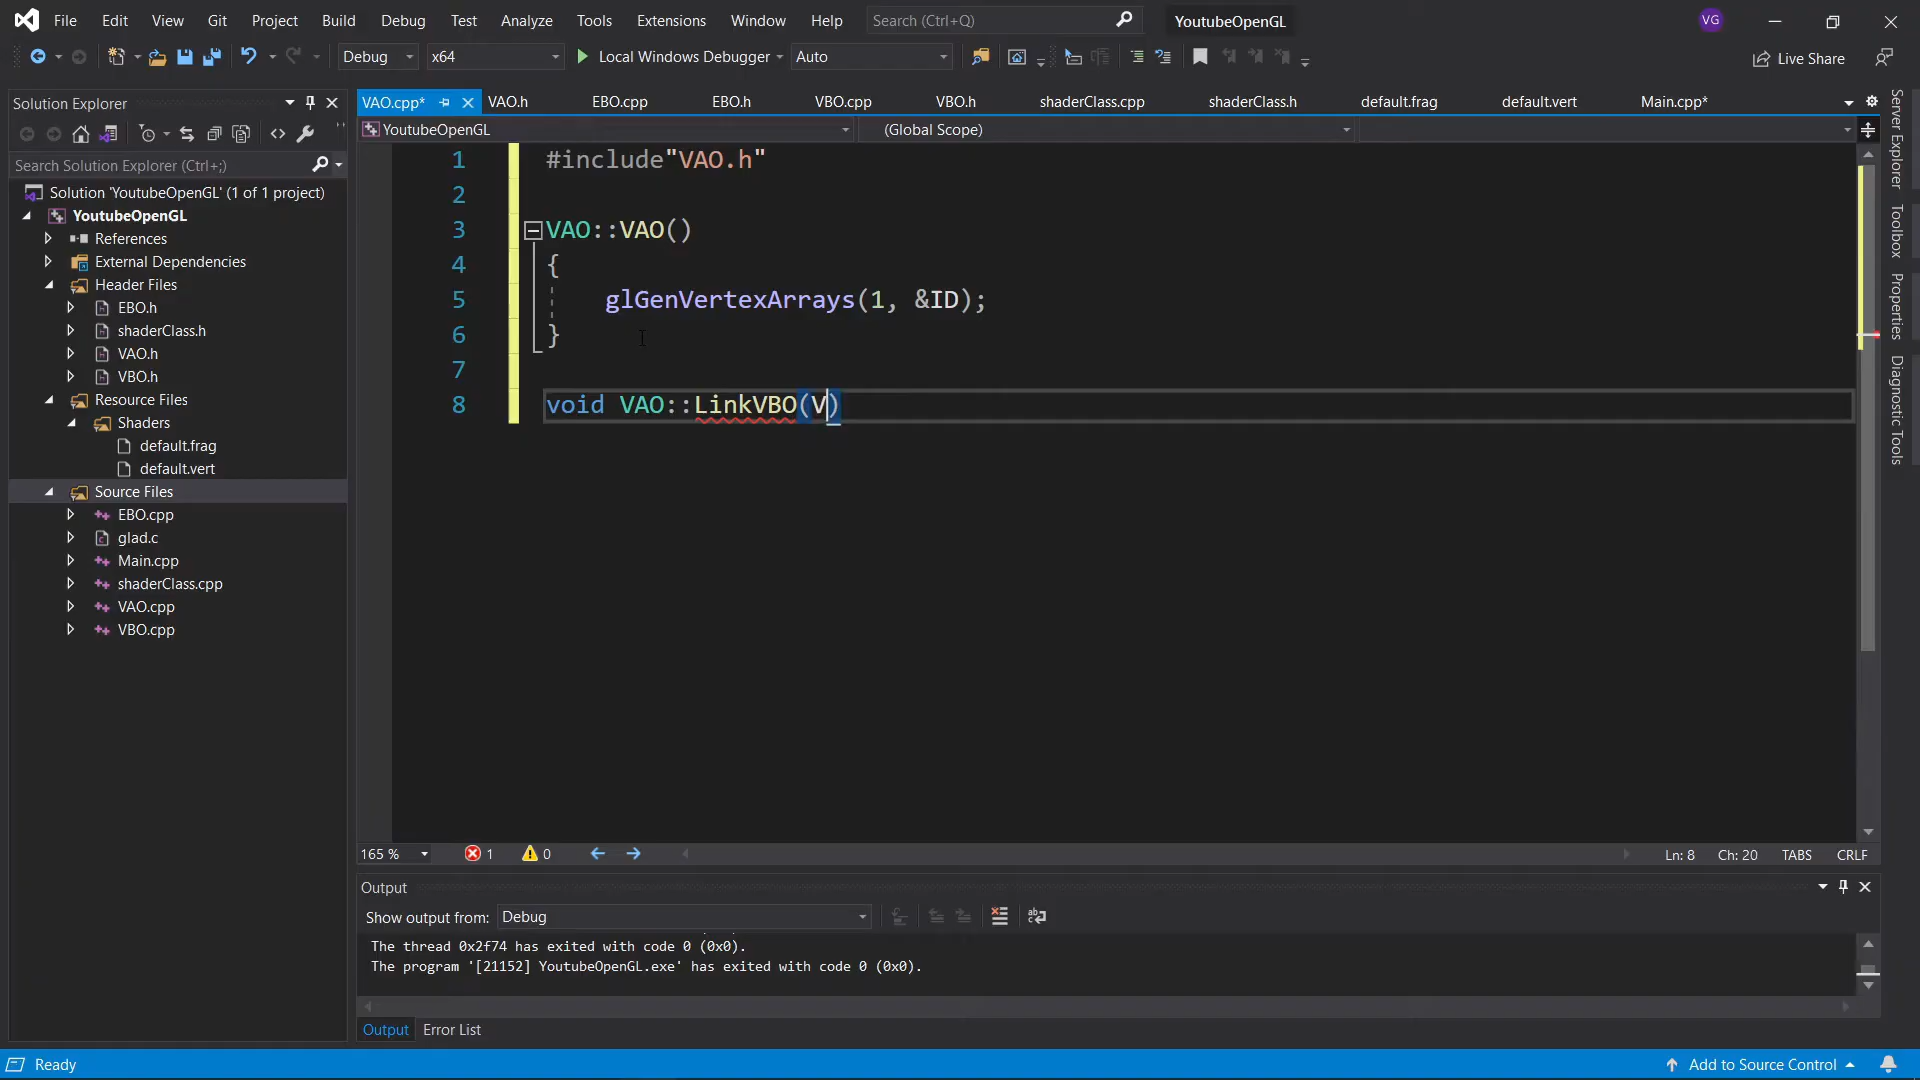 File Edit View Git Project Build Debug Test Analyze Tools Extensions Window Help Search (Ctrl+Q) YoutubeOpenGL VG
Debug x64 Local Windows Debugger Auto Live Share
Solution Explorer
Search Solution Explorer (Ctrl+;)
Solution 'YoutubeOpenGL' (1 of 1 project)
YoutubeOpenGL
References
External Dependencies
Header Files
EBO.h
shaderClass.h
VAO.h
VBO.h
Resource Files
Shaders
default.frag
default.vert
Source Files
EBO.cpp
glad.c
Main.cpp
shaderClass.cpp
VAO.cpp
VBO.cpp
VAO.cpp* VAO.h EBO.cpp EBO.h VBO.cpp VBO.h shaderClass.cpp shaderClass.h default.frag default.vert Main.cpp*
YoutubeOpenGL (Global Scope)
1 #include"VAO.h"
2
3 VAO::VAO()
4 {
5 glGenVertexArrays(1, &ID);
6 }
7
8 void VAO::LinkVBO(V)
165 % 1 0 Ln: 8 Ch: 20 TABS CRLF
Output
Show output from: Debug
The thread 0x2f74 has exited with code 0 (0x0).
The program '[21152] YoutubeOpenGL.exe' has exited with code 0 (0x0).
Output Error List
Ready Add to Source Control
Server Explorer
Toolbox
Properties
Diagnostic Tools